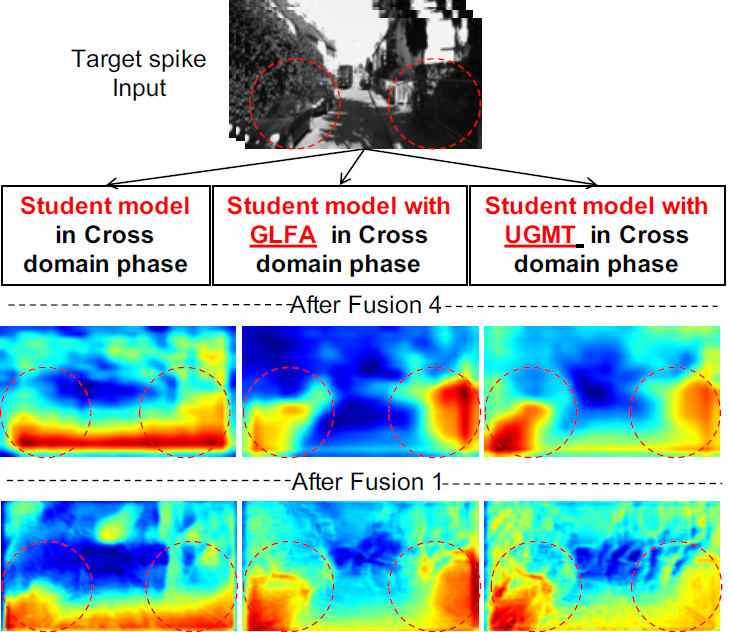 Target spike
Input
Student model
in Cross
domain phase
Student model with
GLFA in Cross
domain phase
Student model with
UGMT in Cross
domain phase
After Fusion 4
After Fusion 1